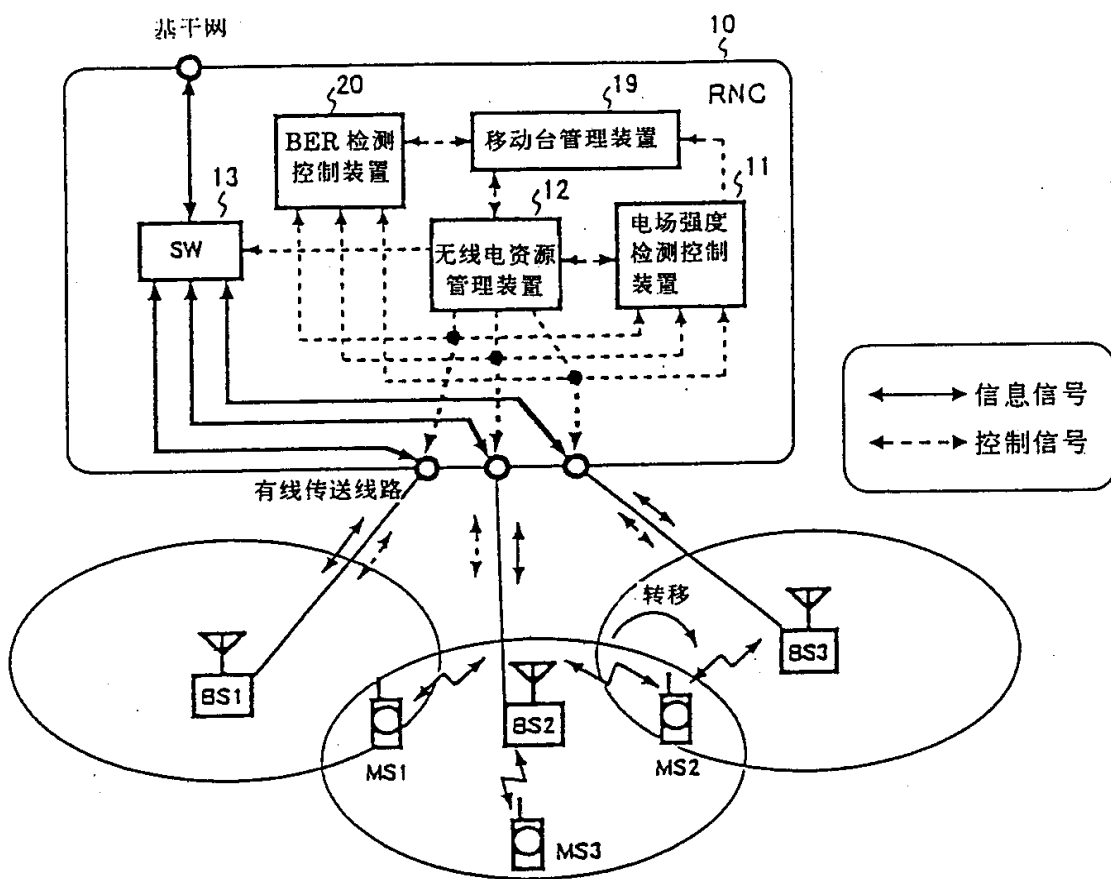 基干网
10
RNC
20
19
BER 检测
控制装置
移动台管理装置
11
13
12
SW
无线电资源
管理装置
电场强度
检测控制
装置
信息信号
控制信号
有线传送线路
转移
BS1
BS2
BS3
MS1
MS2
MS3